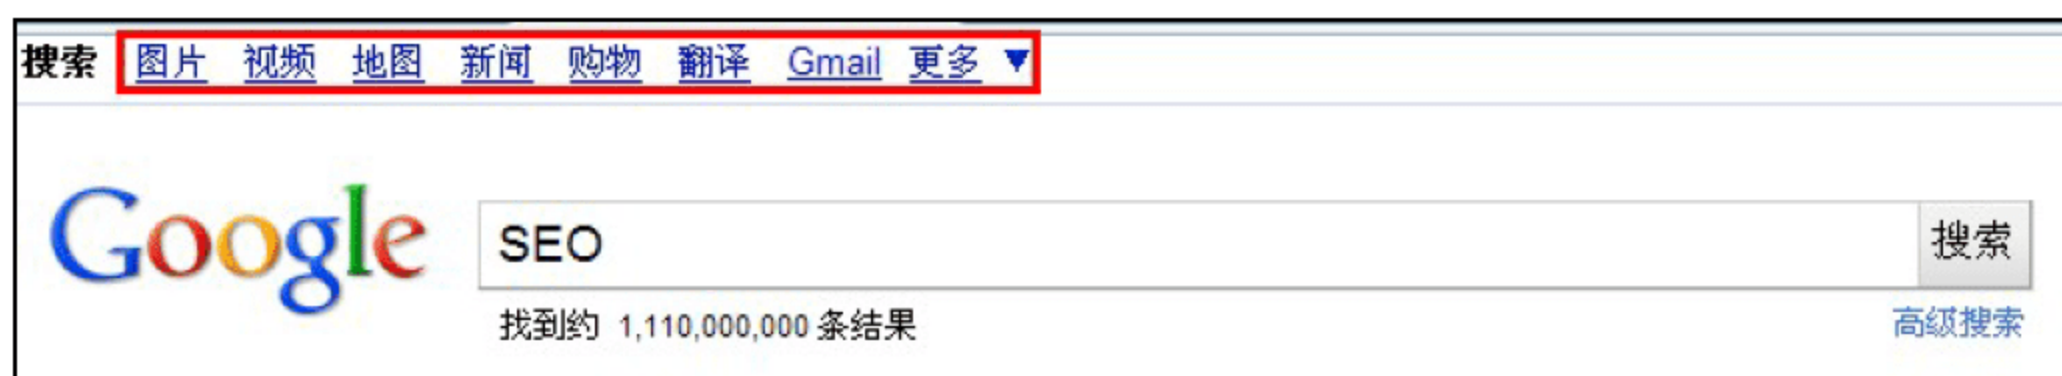 搜索 图片 视频 地图 新闻 购物 翻译 Gmail 更多 ▼
Google SEO 搜索
找到约 1,110,000,000 条结果 高级搜索